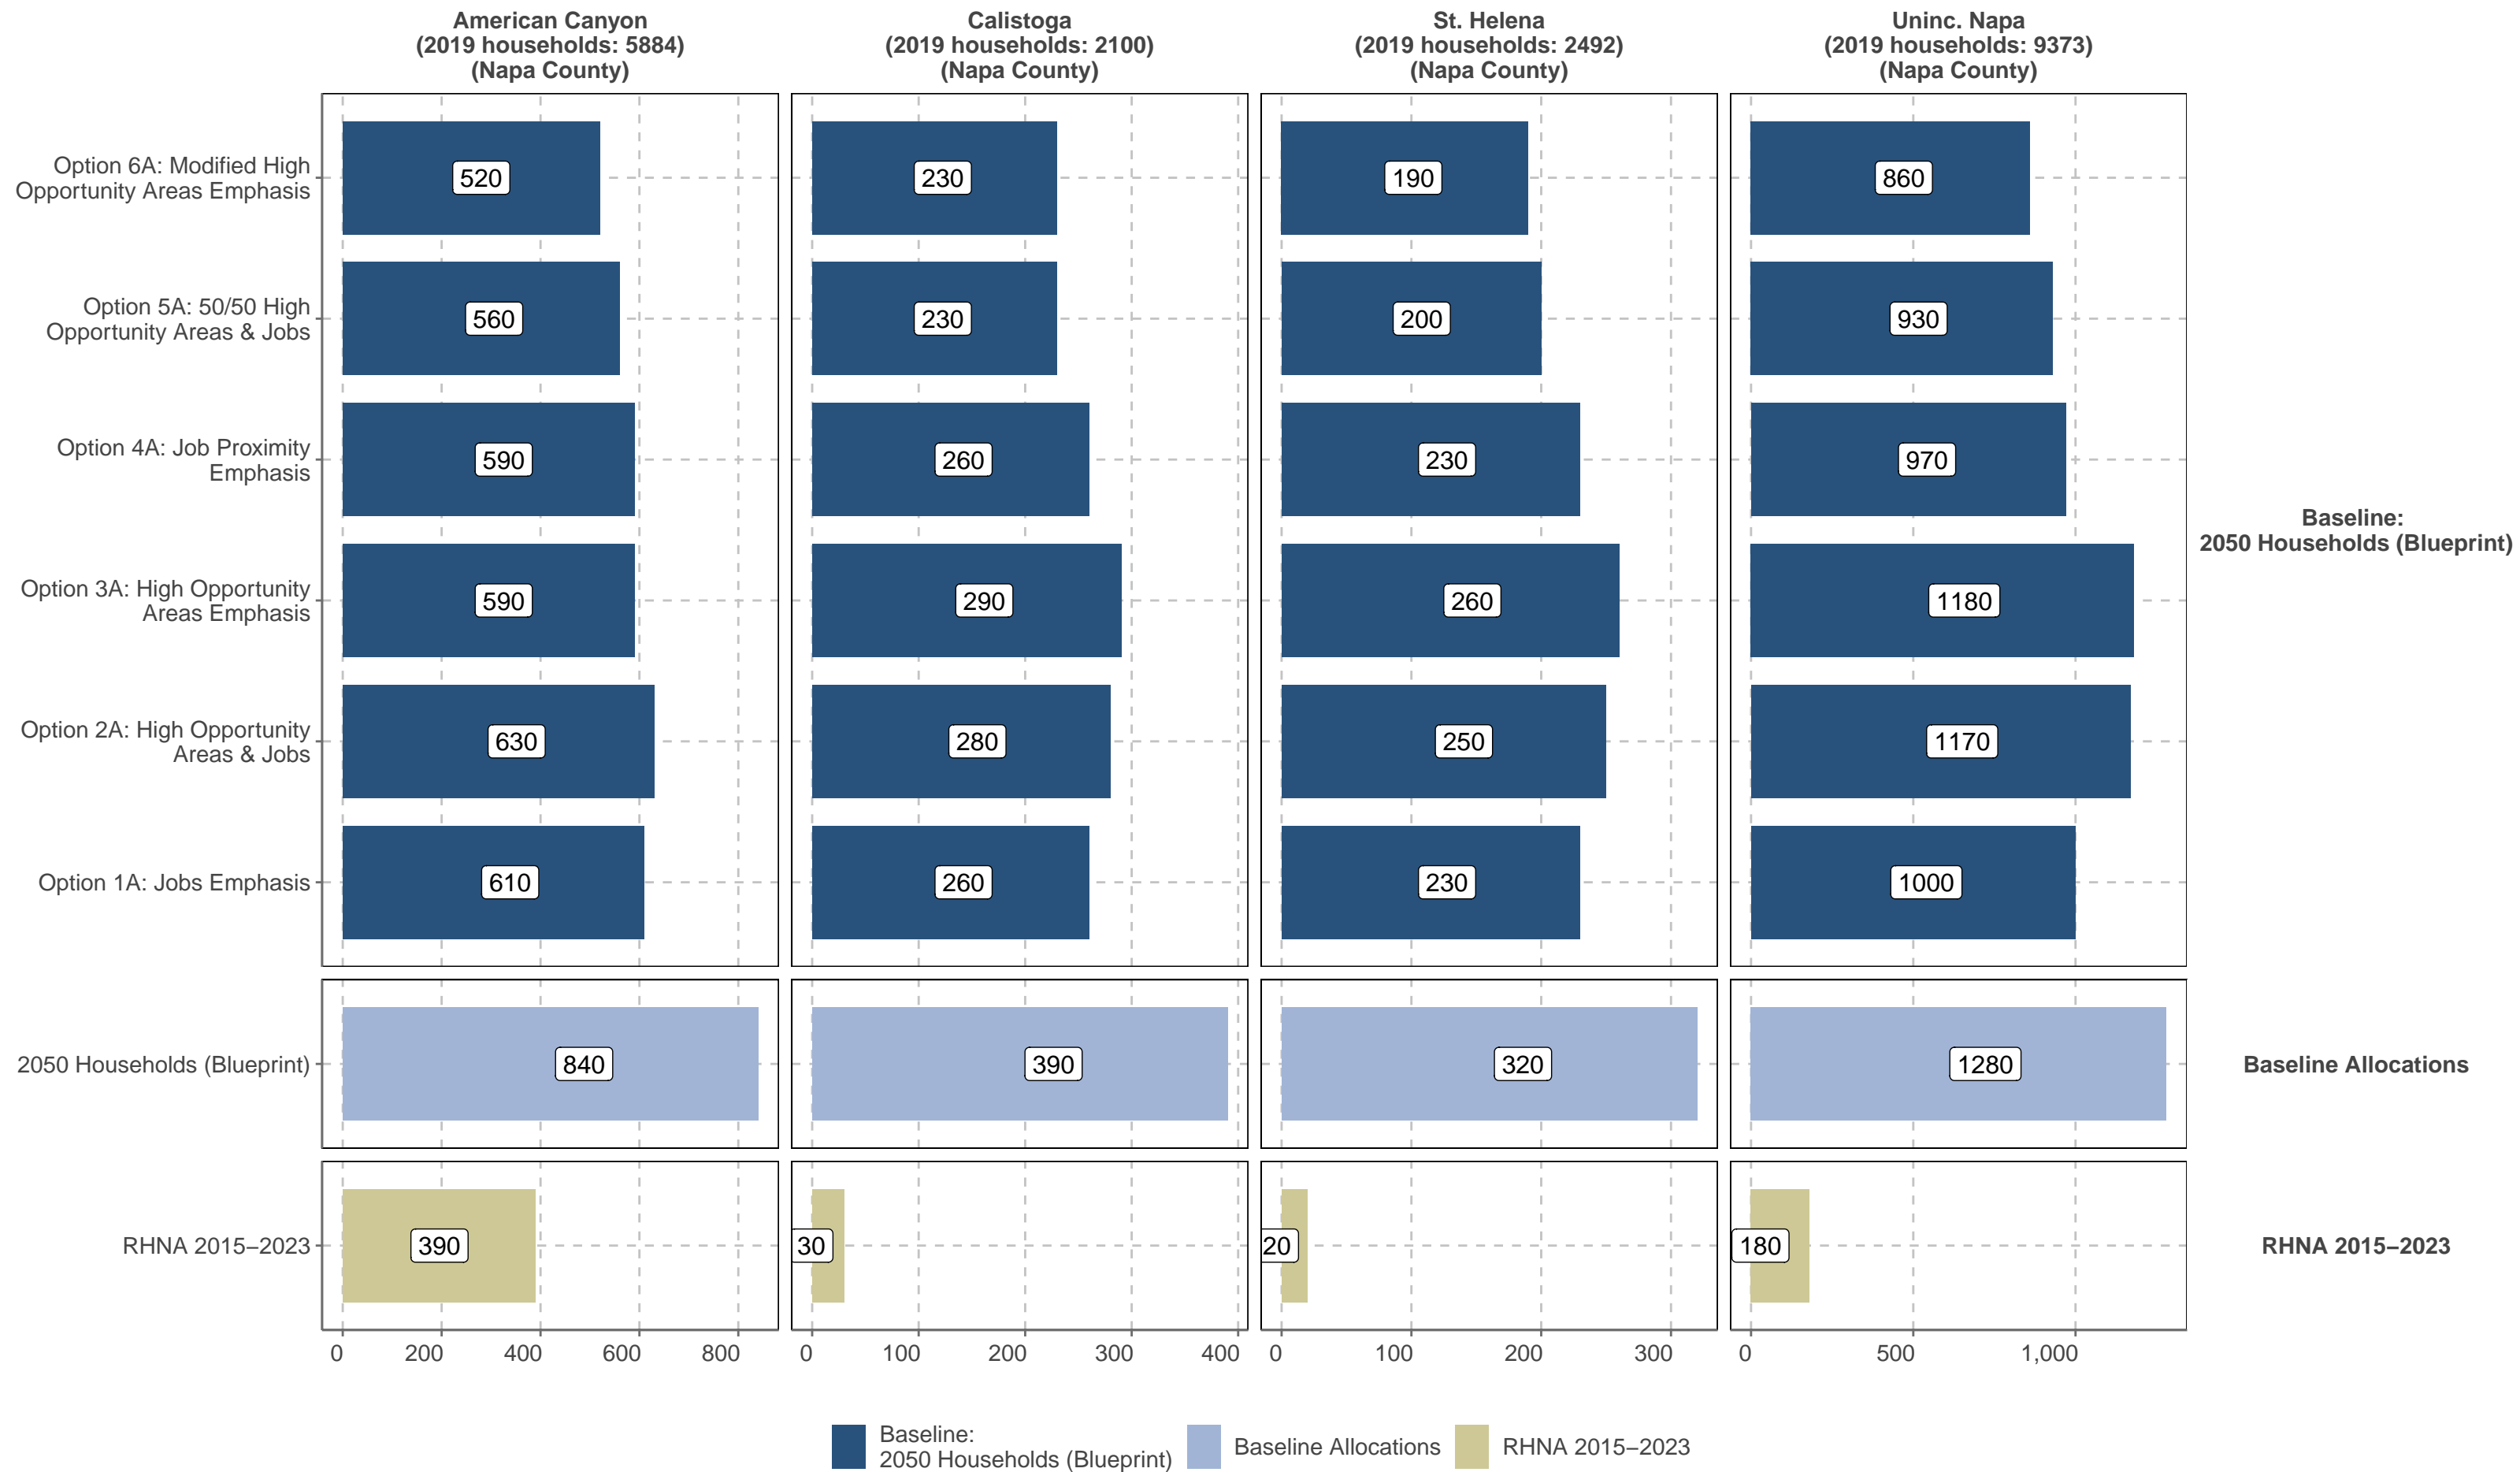 American Canyon
(2019 households: 5884)
(Napa County)
Calistoga
(2019 households: 2100)
(Napa County)
St. Helena
(2019 households: 2492)
(Napa County)
Uninc. Napa
(2019 households: 9373)
(Napa County)
Option 6A: Modified High
Opportunity Areas Emphasis
520
230
190
860
Option 5A: 50/50 High
Opportunity Areas & Jobs
560
230
200
930
Option 4A: Job Proximity
Emphasis
590
260
230
970
Baseline:
2050 Households (Blueprint)
Option 3A: High Opportunity
Areas Emphasis
590
290
260
1180
Option 2A: High Opportunity
Areas & Jobs
630
280
250
1170
Option 1A: Jobs Emphasis
610
260
230
1000
2050 Households (Blueprint)
840
390
320
1280
Baseline Allocations
RHNA 2015–2023
390
30
20
180
RHNA 2015–2023
0 200 400 600 800
0 100 200 300 400
0 100 200 300
0 500 1,000
Baseline:
2050 Households (Blueprint)
Baseline Allocations
RHNA 2015–2023